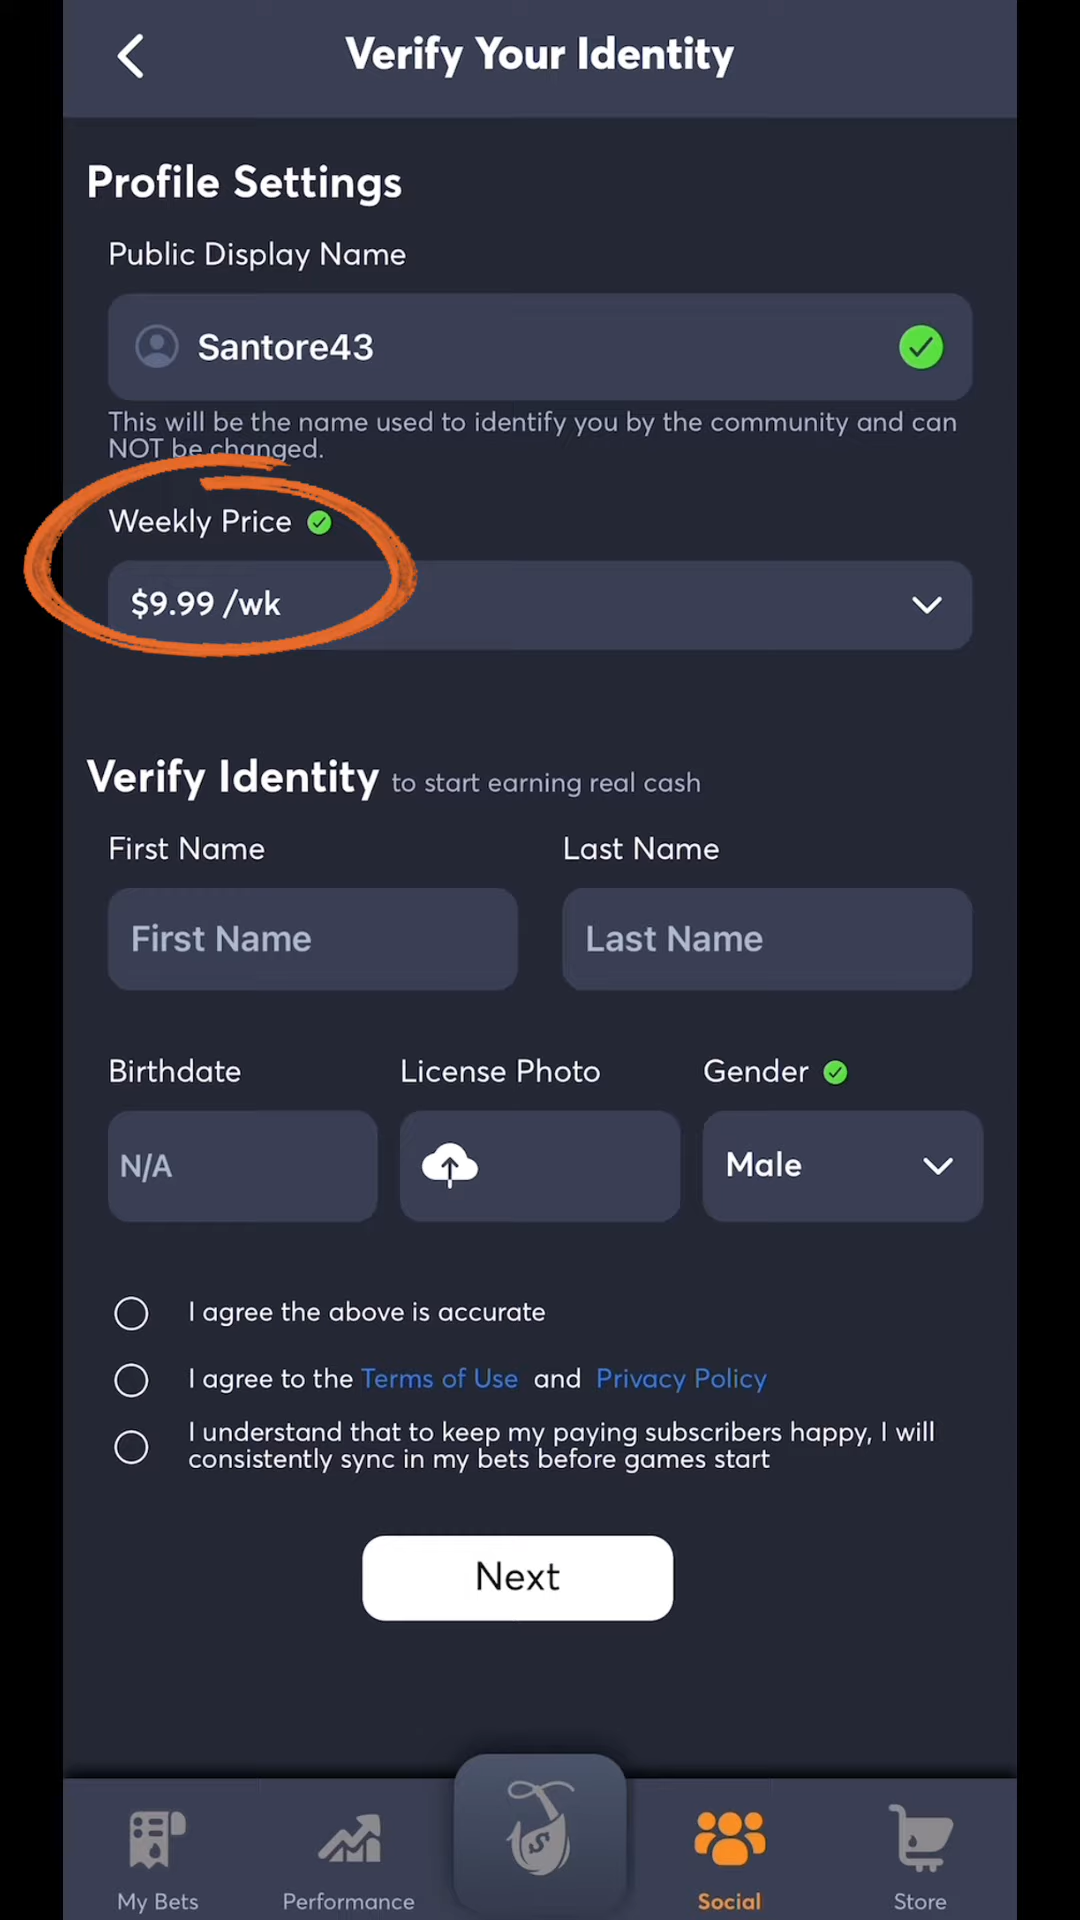 Verify Your Identity
Profile Settings
Public Display Name
Santore43
This will be the name used to identify you by the community and can
NOT be changed.
Weekly Price
$9.99 /wk
Verify Identity to start earning real cash
First Name Last Name
First Name Last Name
Birthdate License Photo Gender
N/A Male
I agree the above is accurate
I agree to the Terms of Use and Privacy Policy
I understand that to keep my paying subscribers happy, I will
consistently sync in my bets before games start
Next
$
My Bets Performance Social Store